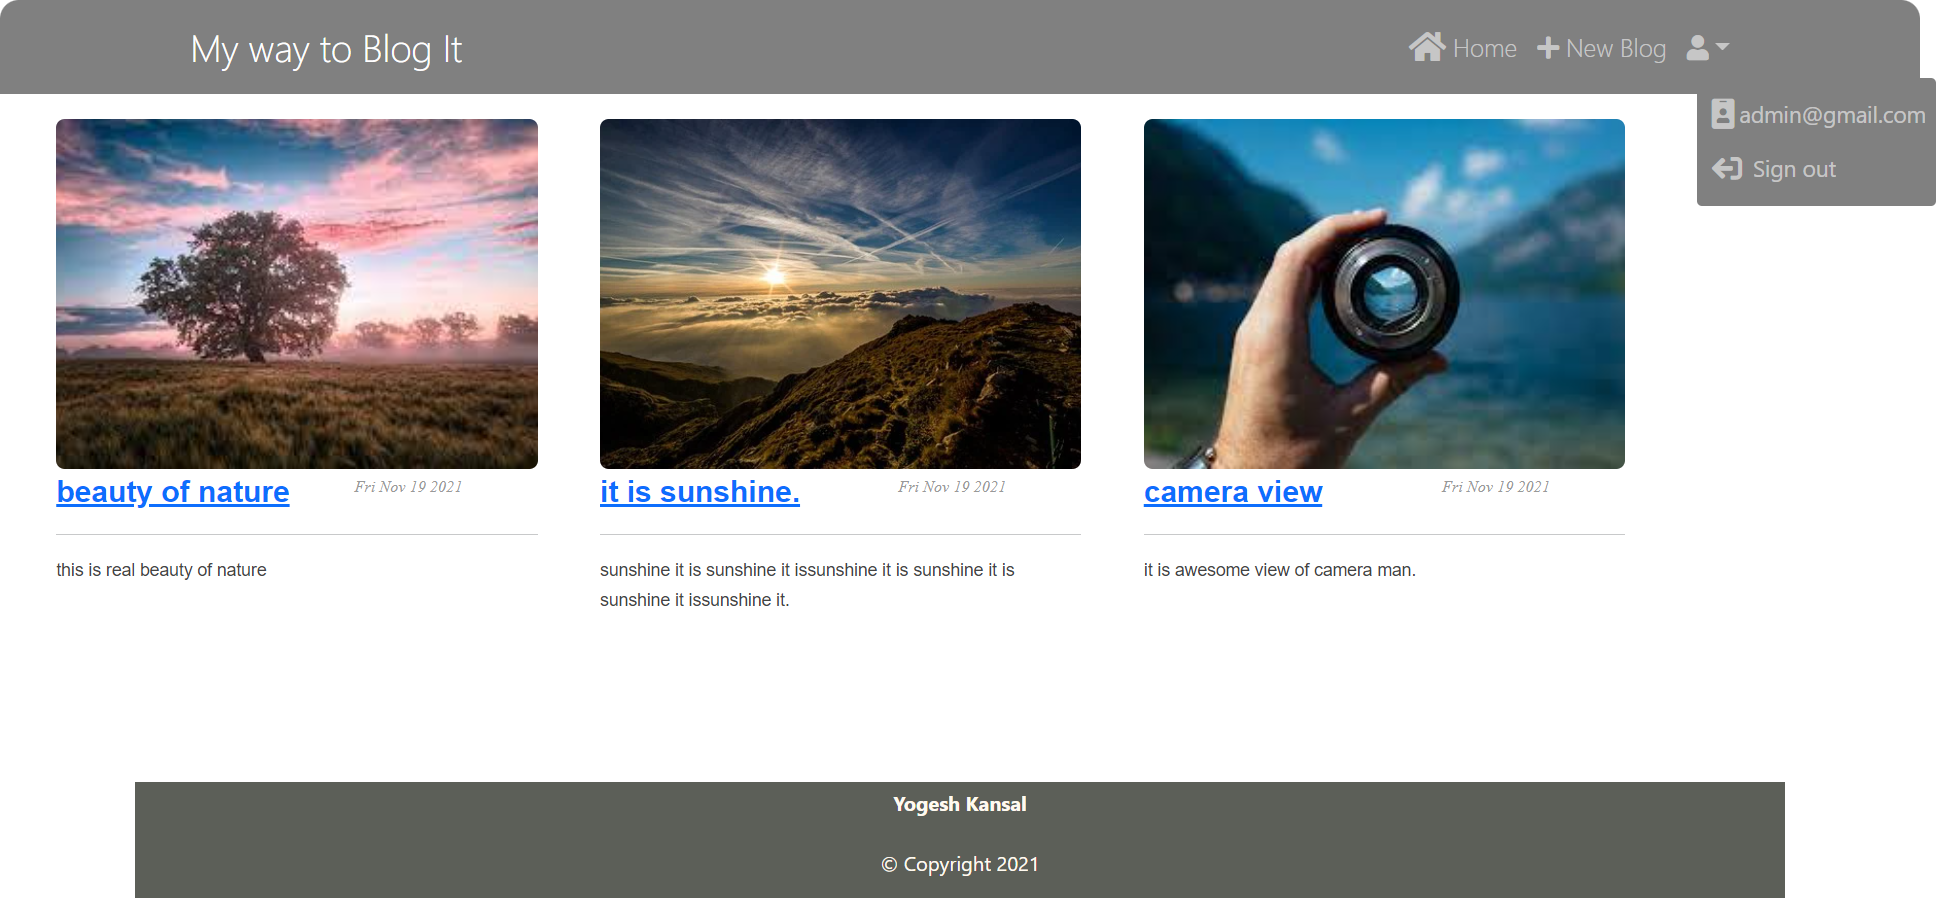 My way to Blog It
Home
New Blog
admin@gmail.com
Sign out
beauty of nature
Fri Nov 19 2021
this is real beauty of nature
it is sunshine.
Fri Nov 19 2021
sunshine it is sunshine it issunshine it is sunshine it is
sunshine it issunshine it.
camera view
Fri Nov 19 2021
it is awesome view of camera man.
Yogesh Kansal
© Copyright 2021